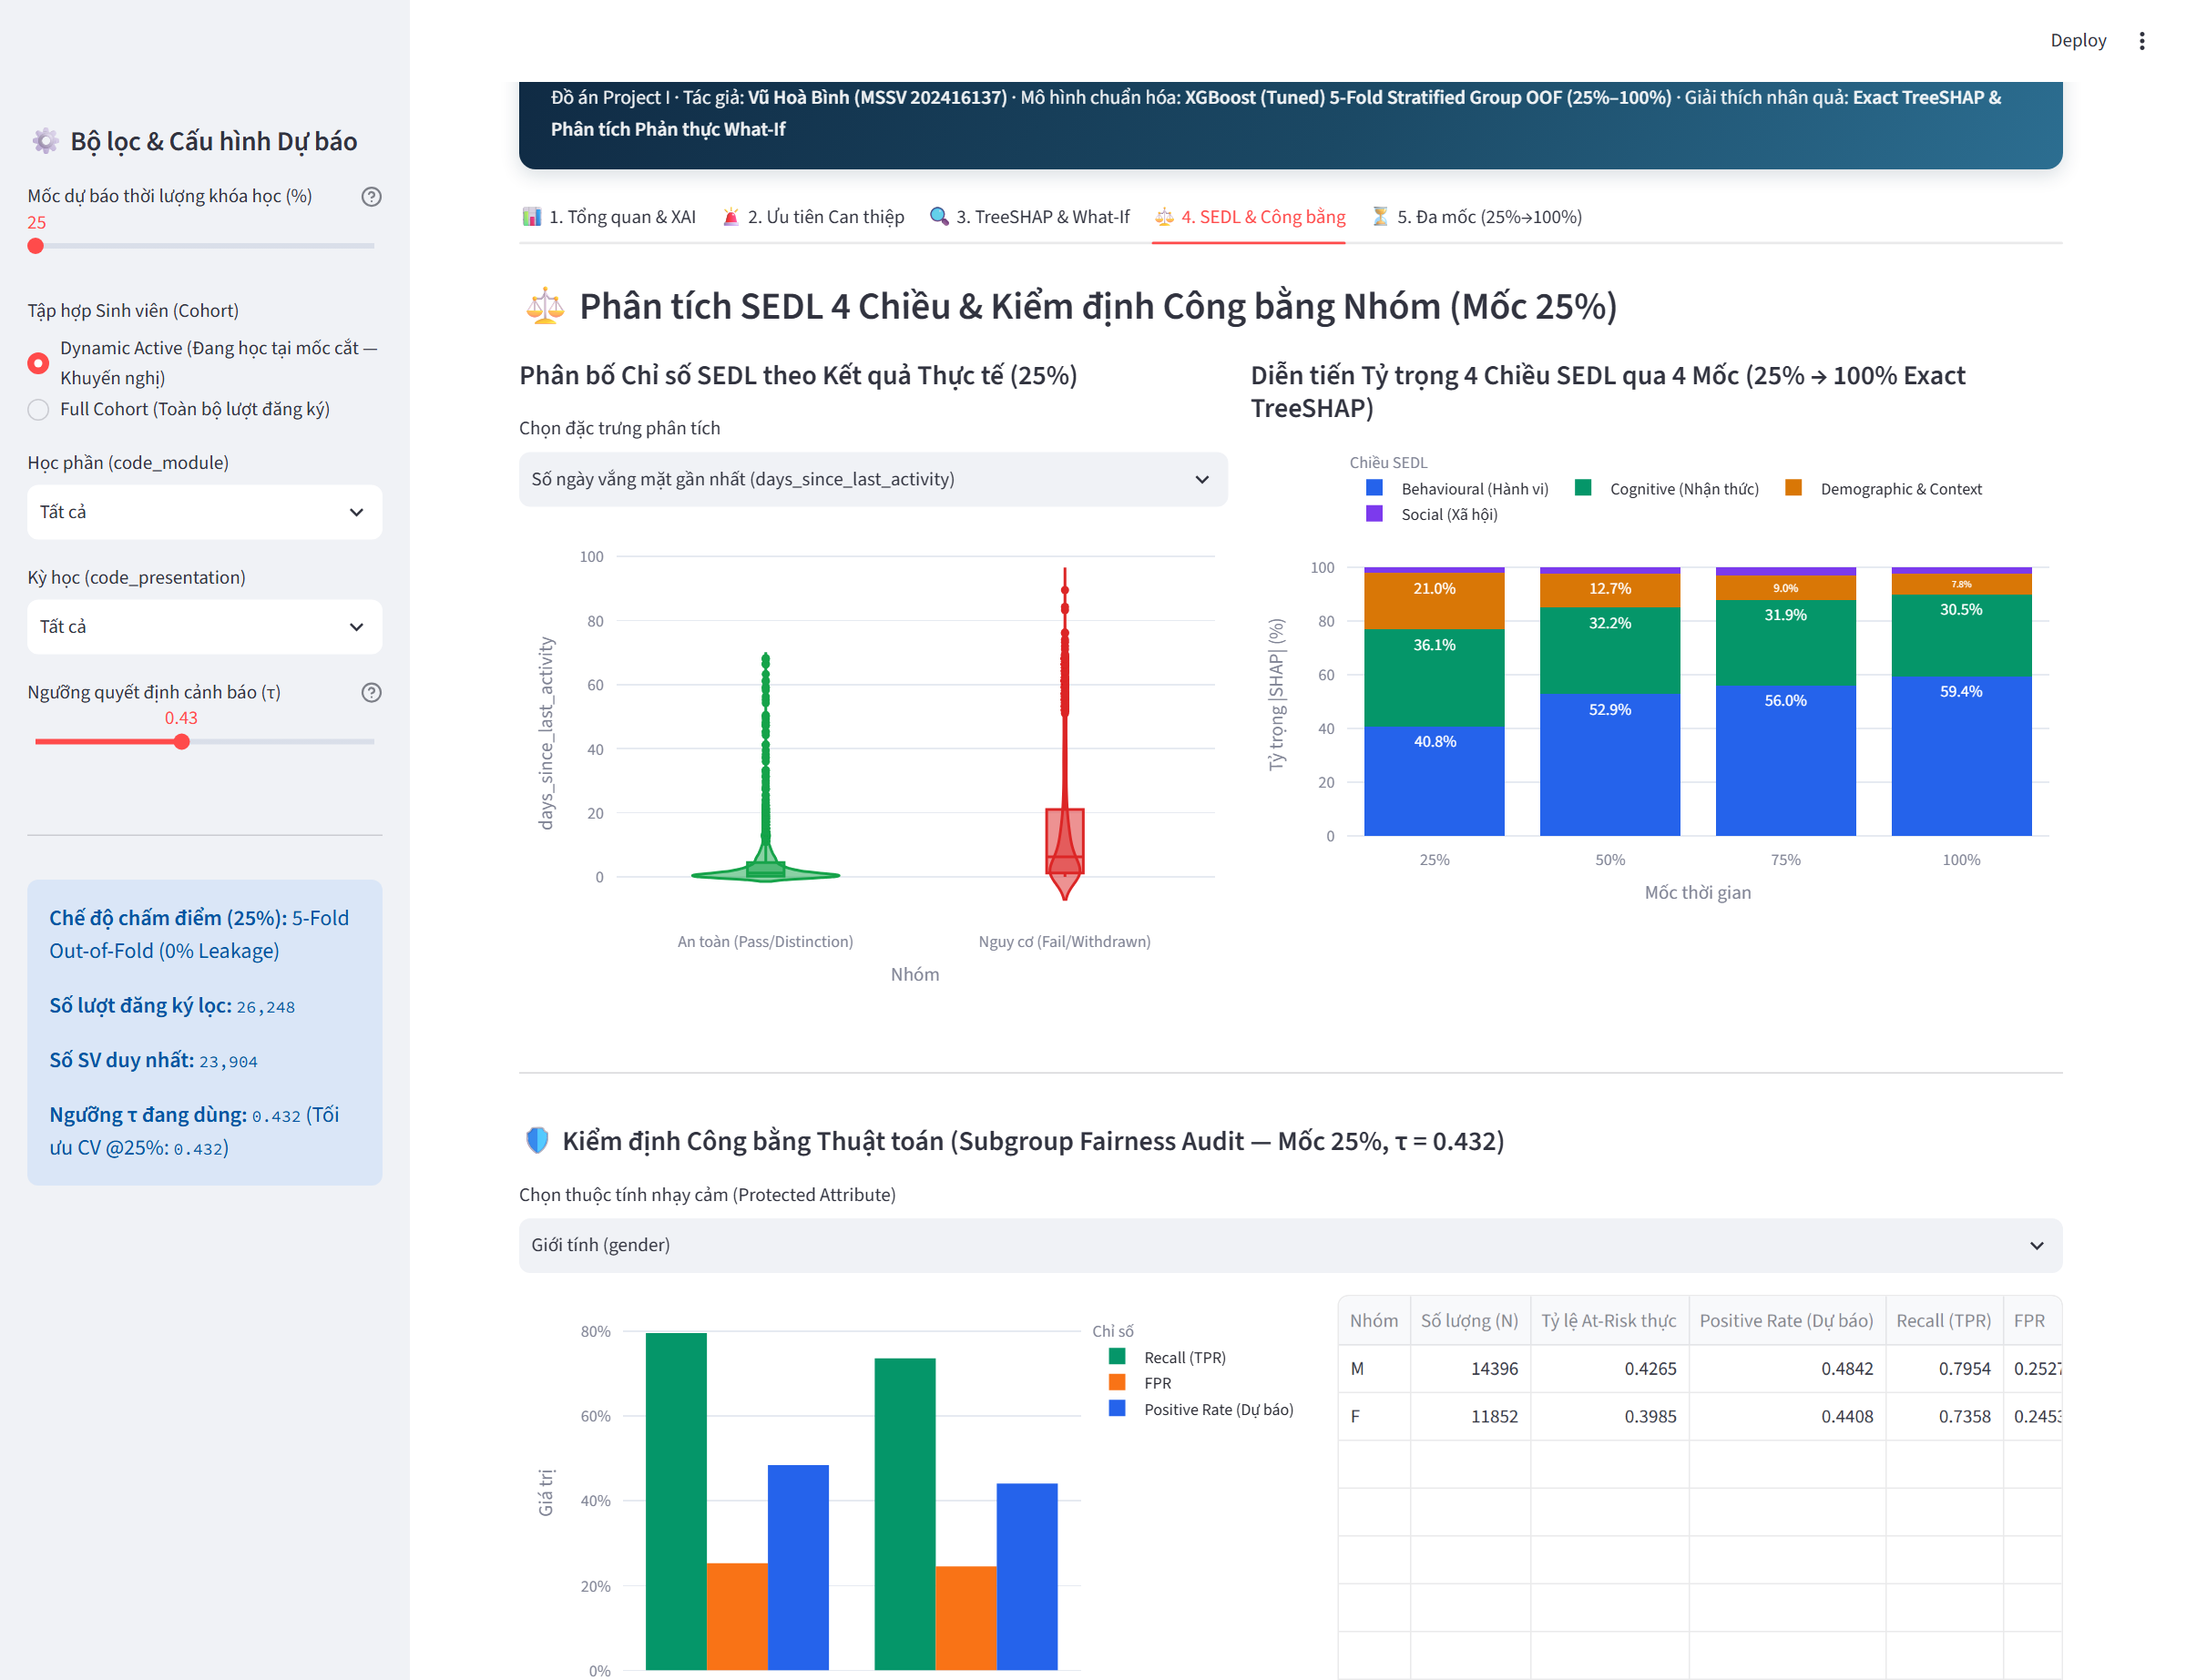 Deploy
Bộ lọc & Cấu hình Dự báo
Mốc dự báo thời lượng khóa học (%)
25
Tập hợp Sinh viên (Cohort)
Dynamic Active (Đang học tại mốc cắt —
Khuyến nghị)
Full Cohort (Toàn bộ lượt đăng ký)
Học phần (code_module)
Tất cả
Kỳ học (code_presentation)
Tất cả
Ngưỡng quyết định cảnh báo (τ)
0.43
Chế độ chấm điểm (25%): 5-Fold
Out-of-Fold (0% Leakage)
Số lượt đăng ký lọc: 26,248
Số SV duy nhất: 23,904
Ngưỡng τ đang dùng: 0.432 (Tối
ưu CV @25%: 0.432)
Đồ án Project I · Tác giả: Vũ Hoà Bình (MSSV 202416137) · Mô hình chuẩn hóa: XGBoost (Tuned) 5-Fold Stratified Group OOF (25%–100%) · Giải thích nhân quả: Exact TreeSHAP &
Phân tích Phản thực What-If
1. Tổng quan & XAI
2. Ưu tiên Can thiệp
3. TreeSHAP & What-If
4. SEDL & Công bằng
5. Đa mốc (25%→100%)
Phân tích SEDL 4 Chiều & Kiểm định Công bằng Nhóm (Mốc 25%)
Phân bố Chỉ số SEDL theo Kết quả Thực tế (25%)
Chọn đặc trưng phân tích
Số ngày vắng mặt gần nhất (days_since_last_activity)
100
80
60
40
20
0
days_since_last_activity
An toàn (Pass/Distinction)
Nguy cơ (Fail/Withdrawn)
Nhóm
Diễn tiến Tỷ trọng 4 Chiều SEDL qua 4 Mốc (25% → 100% Exact
TreeSHAP)
Chiều SEDL
Behavioural (Hành vi)
Cognitive (Nhận thức)
Demographic & Context
Social (Xã hội)
100
80
60
40
20
0
Tỷ trọng |SHAP| (%)
21.0%
12.7%
9.0%
7.8%
36.1%
32.2%
31.9%
30.5%
40.8%
52.9%
56.0%
59.4%
25%
50%
75%
100%
Mốc thời gian
Kiểm định Công bằng Thuật toán (Subgroup Fairness Audit — Mốc 25%, τ = 0.432)
Chọn thuộc tính nhạy cảm (Protected Attribute)
Giới tính (gender)
80%
60%
40%
20%
0%
Giá trị
Chỉ số
Recall (TPR)
FPR
Positive Rate (Dự báo)
Nhóm Số lượng (N) Tỷ lệ At-Risk thực Positive Rate (Dự báo) Recall (TPR) FPR
M 14396 0.4265 0.4842 0.7954 0.2527
F 11852 0.3985 0.4408 0.7358 0.2453